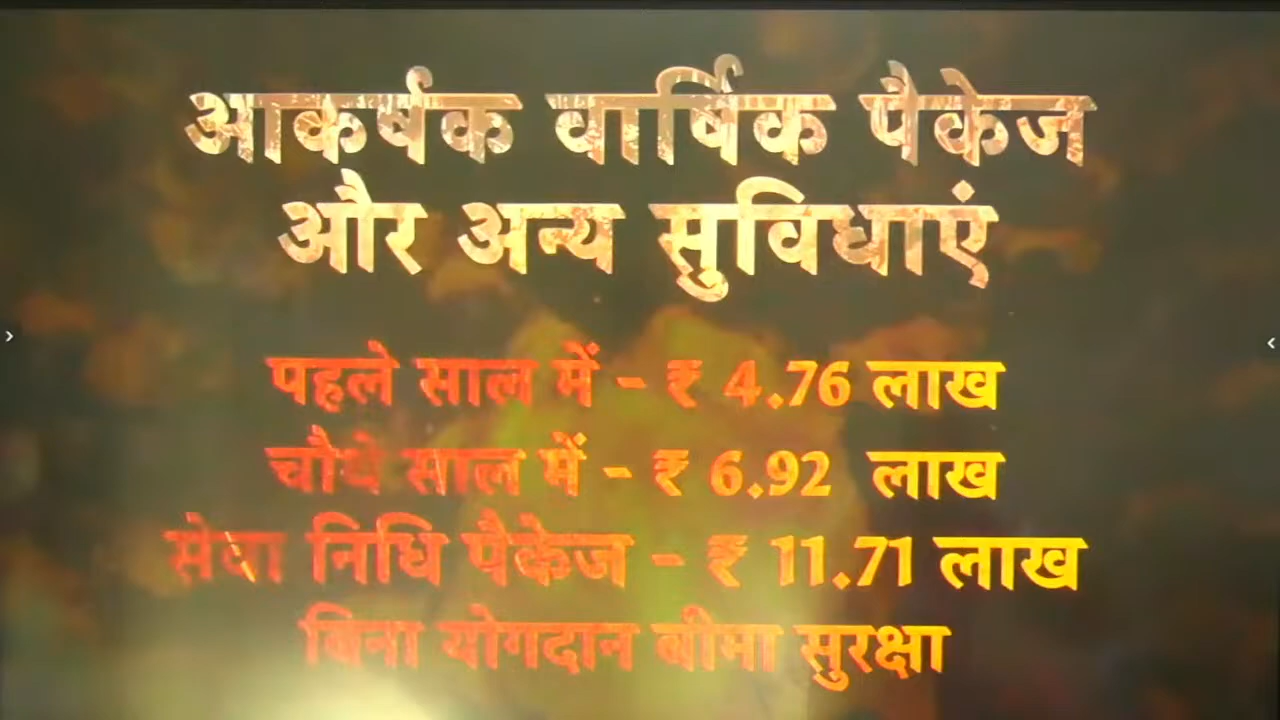 आकर्षक वार्षिक पैकेज
और अन्य सुविधाएं
पहले साल में - ₹ 4.76 लाख
चौथे साल में - ₹ 6.92 लाख
सेवा निधि पैकेज - ₹ 11.71 लाख
बिना योगदान बीमा सुरक्षा